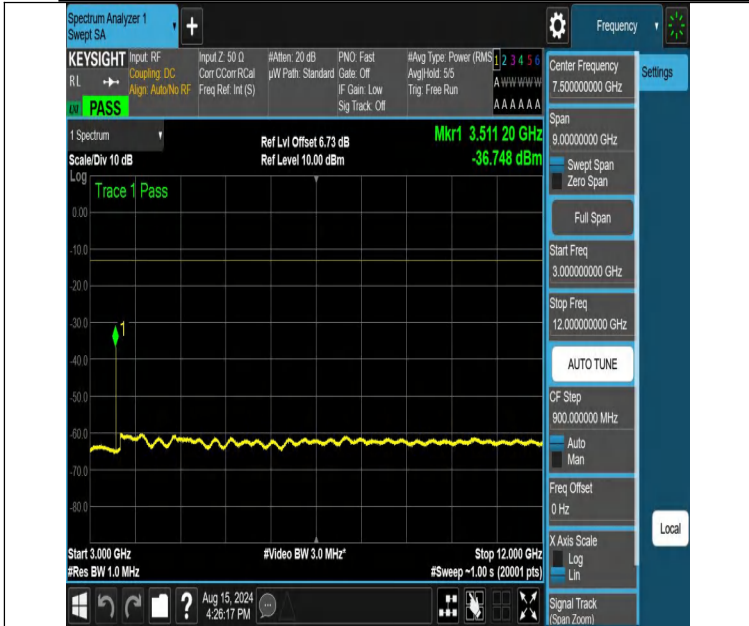 Spectrum Analyzer 1
Swept SA
Frequency
KEYSIGHT
RL
PASS
Input: RF
Coupling: DC
Align: Auto/No RF
Input Z: 50 Ω
Corr CCorr RCal
Freq Ref: Int (S)
#Atten: 20 dB
µW Path: Standard
PNO: Fast
Gate: Off
IF Gain: Low
Sig Track: Off
#Avg Type: Power (RMS
Avg|Hold: 5/5
Trig: Free Run
1 2 3 4 5 6
A W W W W W
A A A A A A
1 Spectrum
Scale/Div 10 dB
Ref Lvl Offset 6.73 dB
Ref Level 10.00 dBm
Mkr1 3.511 20 GHz
-36.748 dBm
Log
Trace 1 Pass
0.00
-10.0
-20.0
-30.0
1
-40.0
-50.0
-60.0
-70.0
-80.0
Start 3.000 GHz
#Res BW 1.0 MHz
#Video BW 3.0 MHz*
Stop 12.000 GHz
#Sweep ~1.00 s (20001 pts)
?
Aug 15, 2024
4:26:17 PM
Center Frequency
7.500000000 GHz
Settings
Span
9.00000000 GHz
Swept Span
Zero Span
Full Span
Start Freq
3.000000000 GHz
Stop Freq
12.000000000 GHz
AUTO TUNE
CF Step
900.000000 MHz
Auto
Man
Freq Offset
0 Hz
X Axis Scale
Log
Lin
Local
Signal Track
(Span Zoom)